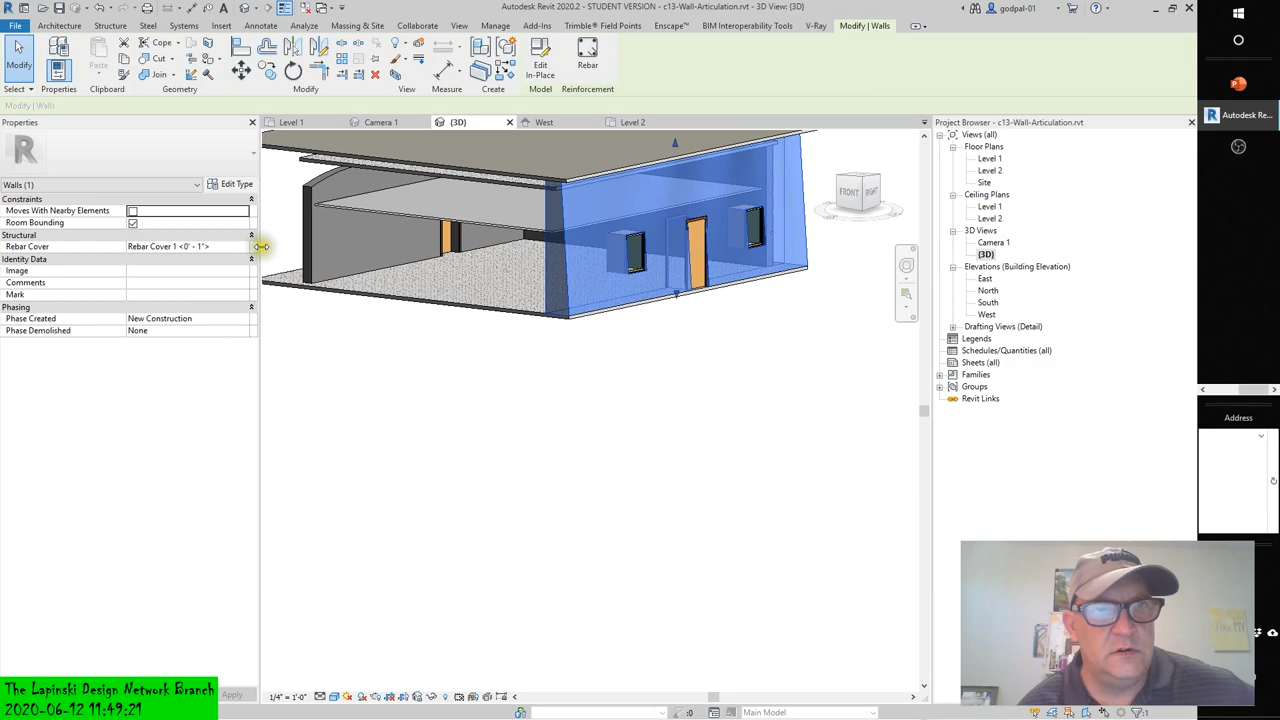 Autodesk Revit 2020.2 - STUDENT VERSION - c13-Wall-Articulation.rvt - 3D View: {3D}
godpal-01
File Architecture Structure Steel Systems Insert Annotate Analyze Massing & Site Collaborate View Manage Add-Ins Trimble® Field Points Enscape™ BIM Interoperability Tools V-Ray Modify | Walls
Modify
Paste
Cope
Cut
Join
Edit In-Place
Rebar
Select Properties Clipboard Geometry Modify View Measure Create Model Reinforcement
Modify | Walls
Properties
Level 1 Camera 1 {3D} West Level 2
Project Browser - c13-Wall-Articulation.rvt
Walls (1) Edit Type
Constraints
Moves With Nearby Elements
Room Bounding
Structural
Rebar Cover Rebar Cover 1 <0' - 1">
Identity Data
Image
Comments
Mark
Phasing
Phase Created New Construction
Phase Demolished None
FRONT RIGHT
Views (all)
Floor Plans
Level 1
Level 2
Site
Ceiling Plans
Level 1
Level 2
3D Views
Camera 1
{3D}
Elevations (Building Elevation)
East
North
South
West
Drafting Views (Detail)
Legends
Schedules/Quantities (all)
Sheets (all)
Families
Groups
Revit Links
Autodesk Re...
Address
Apply
The Lapinski Design Network Branch
2020-06-12 11:49:21
1/4" = 1'-0"
:0
Main Model
:1